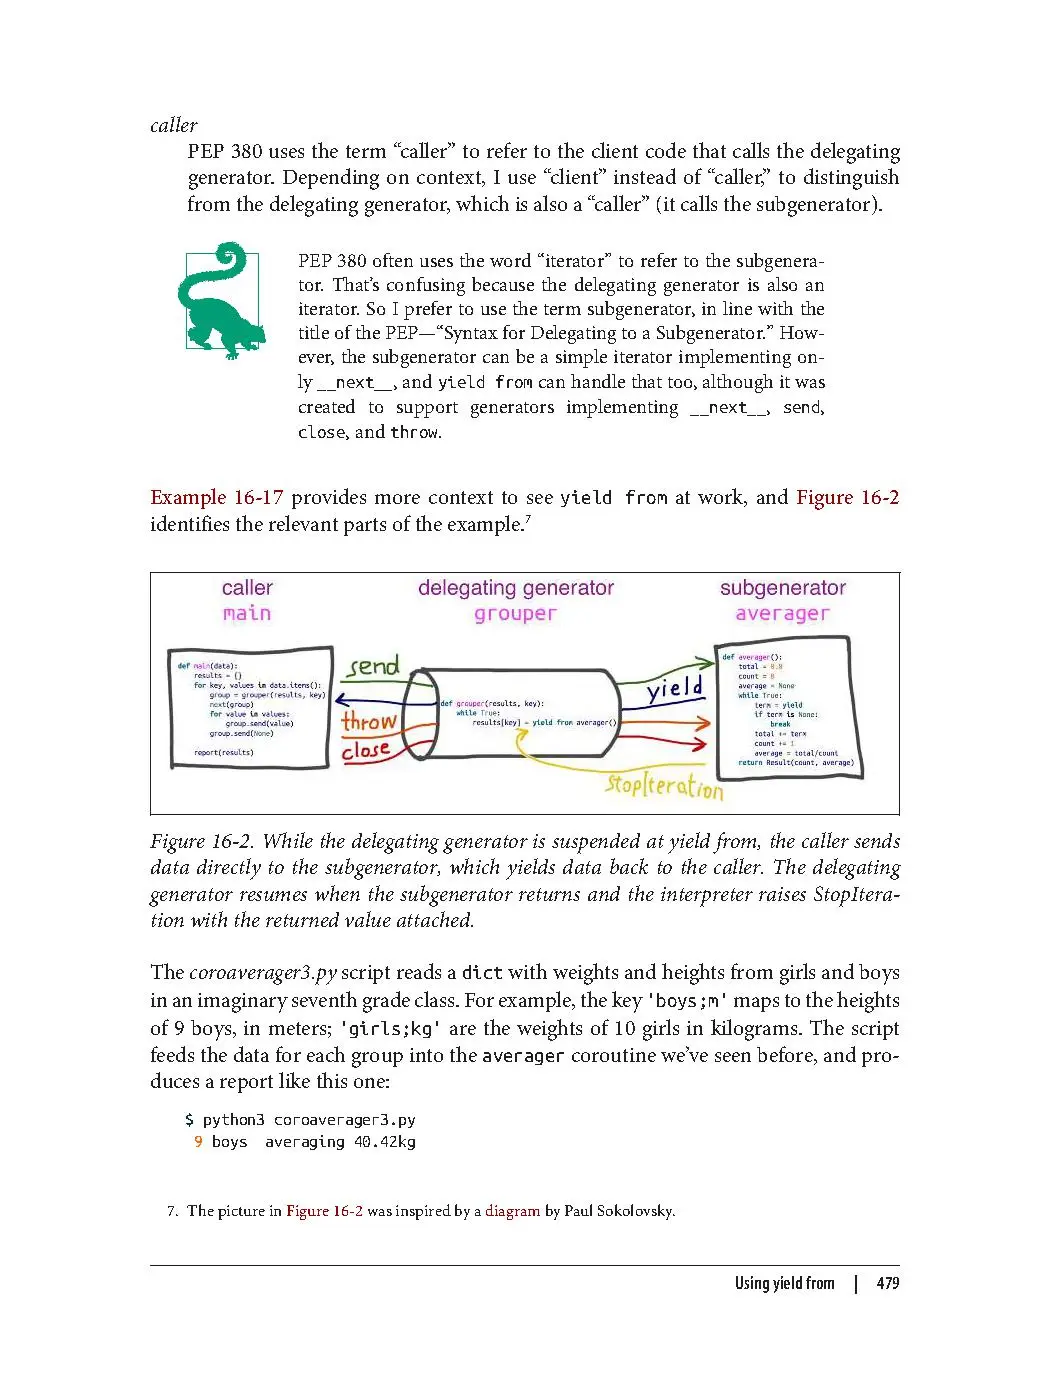 caller
PEP 380 uses the term “caller” to refer to the client code that calls the delegating
generator. Depending on context, I use “client” instead of “caller,” to distinguish
from the delegating generator, which is also a “caller” (it calls the subgenerator).
PEP 380 often uses the word “iterator” to refer to the subgenera-
tor. That’s confusing because the delegating generator is also an
iterator. So I prefer to use the term subgenerator, in line with the
title of the PEP—“Syntax for Delegating to a Subgenerator.” How-
ever, the subgenerator can be a simple iterator implementing on-
ly __next__, and yield from can handle that too, although it was
created to support generators implementing __next__, send,
close, and throw.
Example 16-17 provides more context to see yield from at work, and Figure 16-2
identifies the relevant parts of the example.7
caller
main
def main(data):
results = {}
for key, values in data.items():
group = grouper(results, key)
next(group)
for value in values:
group.send(value)
group.send(None)
report(results)
send
throw
close
delegating generator
grouper
def grouper(results, key):
while True:
results[key] = yield from averager()
yield
StopIteration
subgenerator
averager
def averager():
total = 0.0
count = 0
average = None
while True:
term = yield
if term is None:
break
total += term
count += 1
average = total/count
return Result(count, average)
Figure 16-2. While the delegating generator is suspended at yield from, the caller sends
data directly to the subgenerator, which yields data back to the caller. The delegating
generator resumes when the subgenerator returns and the interpreter raises StopItera-
tion with the returned value attached.
The coroaverager3.py script reads a dict with weights and heights from girls and boys
in an imaginary seventh grade class. For example, the key 'boys;m' maps to the heights
of 9 boys, in meters; 'girls;kg' are the weights of 10 girls in kilograms. The script
feeds the data for each group into the averager coroutine we’ve seen before, and pro-
duces a report like this one:
$ python3 coroaverager3.py
9 boys  averaging 40.42kg
7. The picture in Figure 16-2 was inspired by a diagram by Paul Sokolovsky.
Using yield from | 479